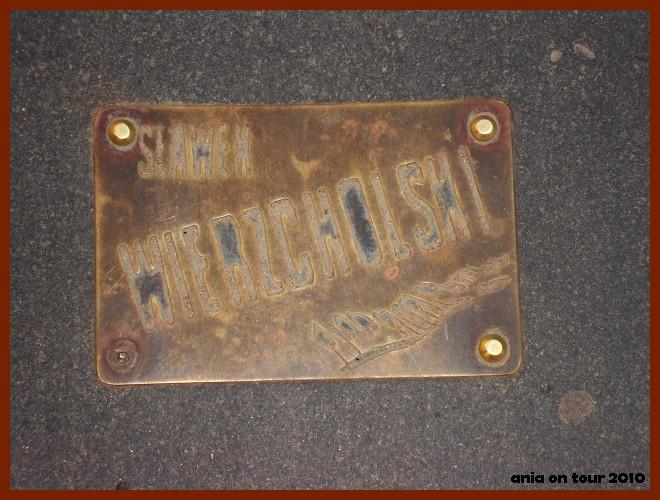 SŁAWEK
WIERZCHOLSKI
ania on tour 2010